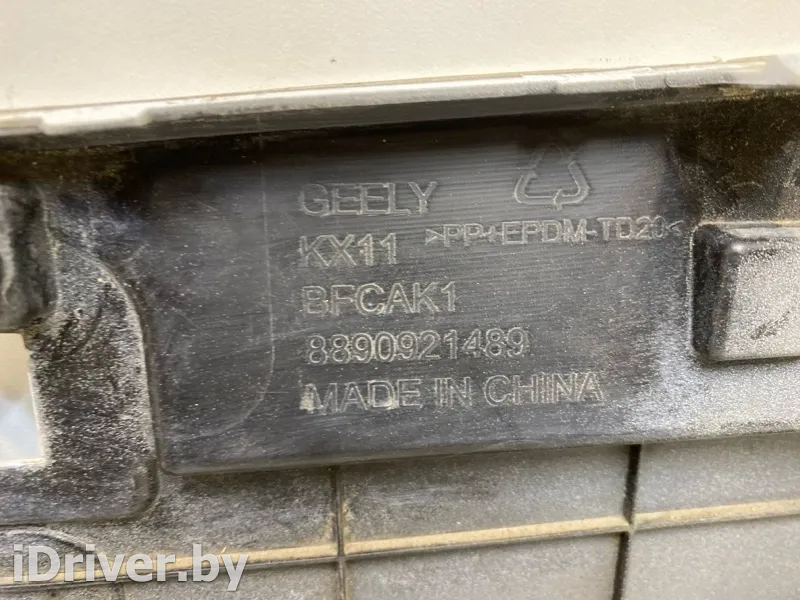 GEELY
KX11 >PP+EPDM-TD20<
BFCAK1
8890921489
MADE IN CHINA
iDriver.by